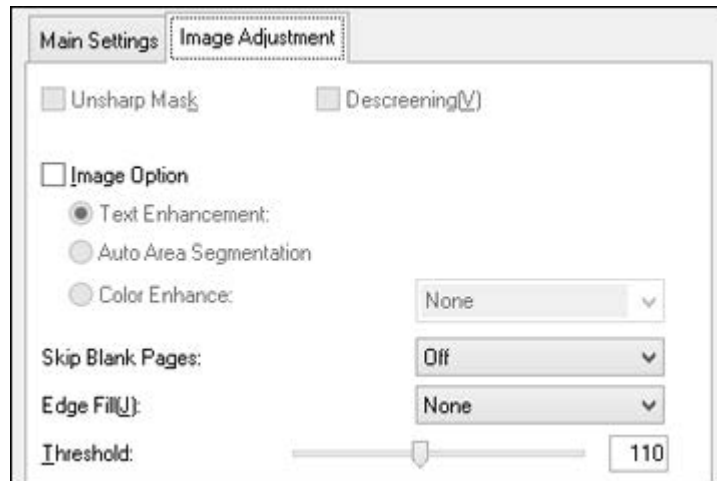 Main Settings Image Adjustment
Unsharp Mask Descreening(V)
Image Option
Text Enhancement:
Auto Area Segmentation
Color Enhance: None
Skip Blank Pages: Off
Edge Fill(J): None
Threshold: 110